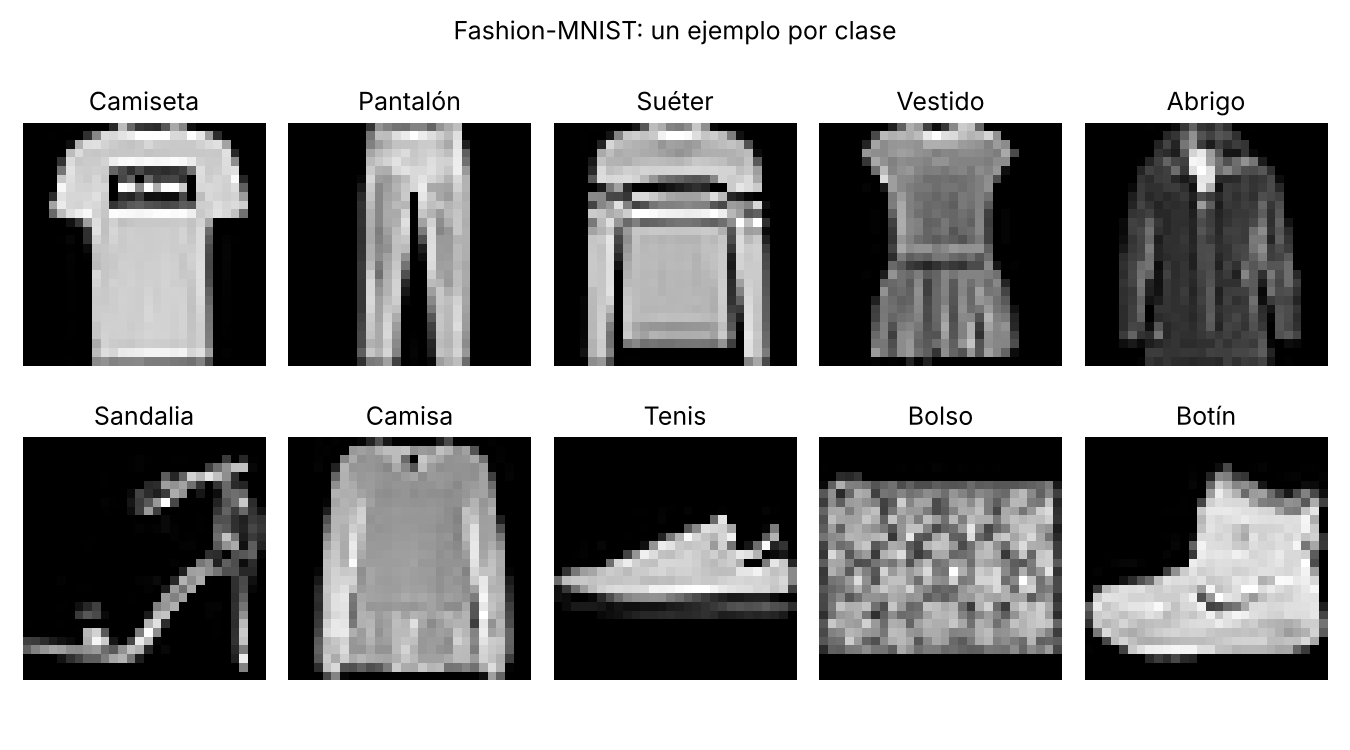 Fashion-MNIST: un ejemplo por clase
Camiseta Pantalón Suéter Vestido Abrigo
Sandalia Camisa Tenis Bolso Botín